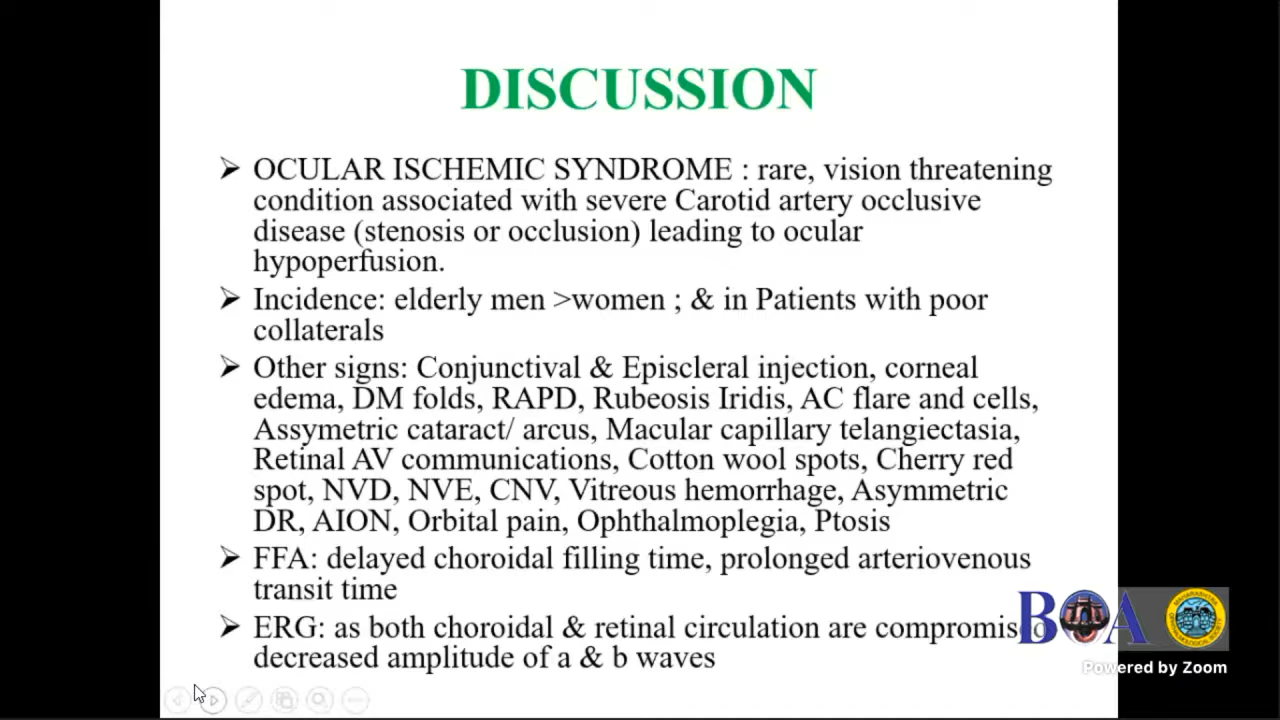 DISCUSSION
➢ OCULAR ISCHEMIC SYNDROME : rare, vision threatening
condition associated with severe Carotid artery occlusive
disease (stenosis or occlusion) leading to ocular
hypoperfusion.
➢ Incidence: elderly men >women ; & in Patients with poor
collaterals
➢ Other signs: Conjunctival & Episcleral injection, corneal
edema, DM folds, RAPD, Rubeosis Iridis, AC flare and cells,
Assymetric cataract/ arcus, Macular capillary telangiectasia,
Retinal AV communications, Cotton wool spots, Cherry red
spot, NVD, NVE, CNV, Vitreous hemorrhage, Asymmetric
DR, AION, Orbital pain, Ophthalmoplegia, Ptosis
➢ FFA: delayed choroidal filling time, prolonged arteriovenous
transit time
➢ ERG: as both choroidal & retinal circulation are
decreased amplitude of a & b waves
BOA
Powered by Zoom